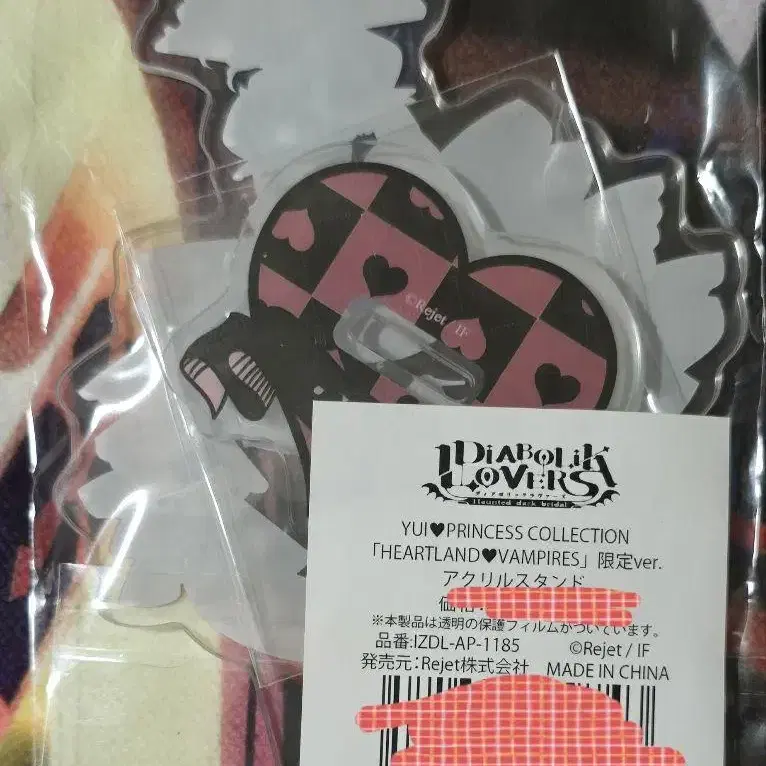 ©Rejet / IF
DIABOLIK
LOVERS
ディアボリックラヴァーズ
Haunted dark bridal
YUI♥PRINCESS COLLECTION
「HEARTLAND♥VAMPIRES」限定ver.
アクリルスタンド
価格:
※本製品は透明の保護フィルムがついています。
品番:IZDL-AP-1185 ©Rejet / IF
発売元:Rejet株式会社 MADE IN CHINA